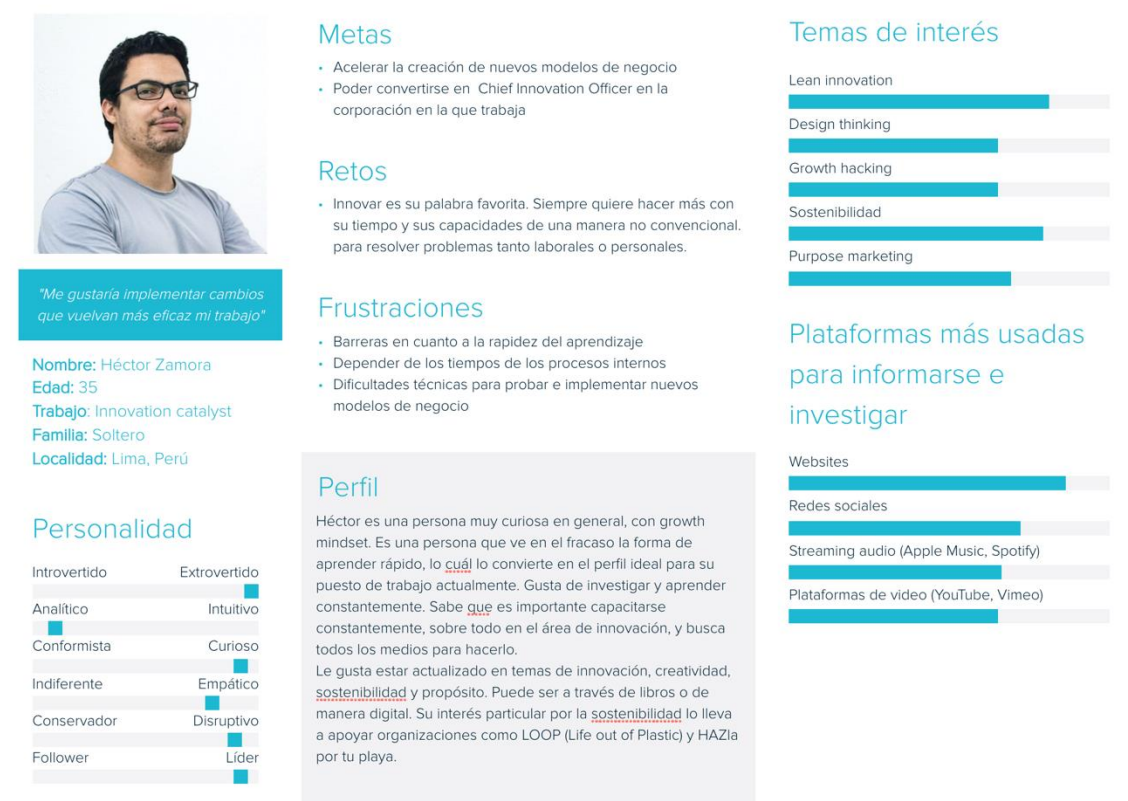 "Me gustaría implementar cambios
que vuelvan más eficaz mi trabajo"
Nombre: Héctor Zamora
Edad: 35
Trabajo: Innovation catalyst
Familia: Soltero
Localidad: Lima, Perú
Personalidad
Introvertido Extrovertido
Analítico Intuitivo
Conformista Curioso
Indiferente Empático
Conservador Disruptivo
Follower Líder
Metas
• Acelerar la creación de nuevos modelos de negocio
• Poder convertirse en Chief Innovation Officer en la
corporación en la que trabaja
Retos
• Innovar es su palabra favorita. Siempre quiere hacer más con
su tiempo y sus capacidades de una manera no convencional.
para resolver problemas tanto laborales o personales.
Frustraciones
• Barreras en cuanto a la rapidez del aprendizaje
• Depender de los tiempos de los procesos internos
• Dificultades técnicas para probar e implementar nuevos
modelos de negocio
Perfil
Héctor es una persona muy curiosa en general, con growth
mindset. Es una persona que ve en el fracaso la forma de
aprender rápido, lo cuál lo convierte en el perfil ideal para su
puesto de trabajo actualmente. Gusta de investigar y aprender
constantemente. Sabe que es importante capacitarse
constantemente, sobre todo en el área de innovación, y busca
todos los medios para hacerlo.
Le gusta estar actualizado en temas de innovación, creatividad,
sostenibilidad y propósito. Puede ser a través de libros o de
manera digital. Su interés particular por la sostenibilidad lo lleva
a apoyar organizaciones como LOOP (Life out of Plastic) y HAZla
por tu playa.
Temas de interés
Lean innovation
Design thinking
Growth hacking
Sostenibilidad
Purpose marketing
Plataformas más usadas
para informarse e
investigar
Websites
Redes sociales
Streaming audio (Apple Music, Spotify)
Plataformas de video (YouTube, Vimeo)